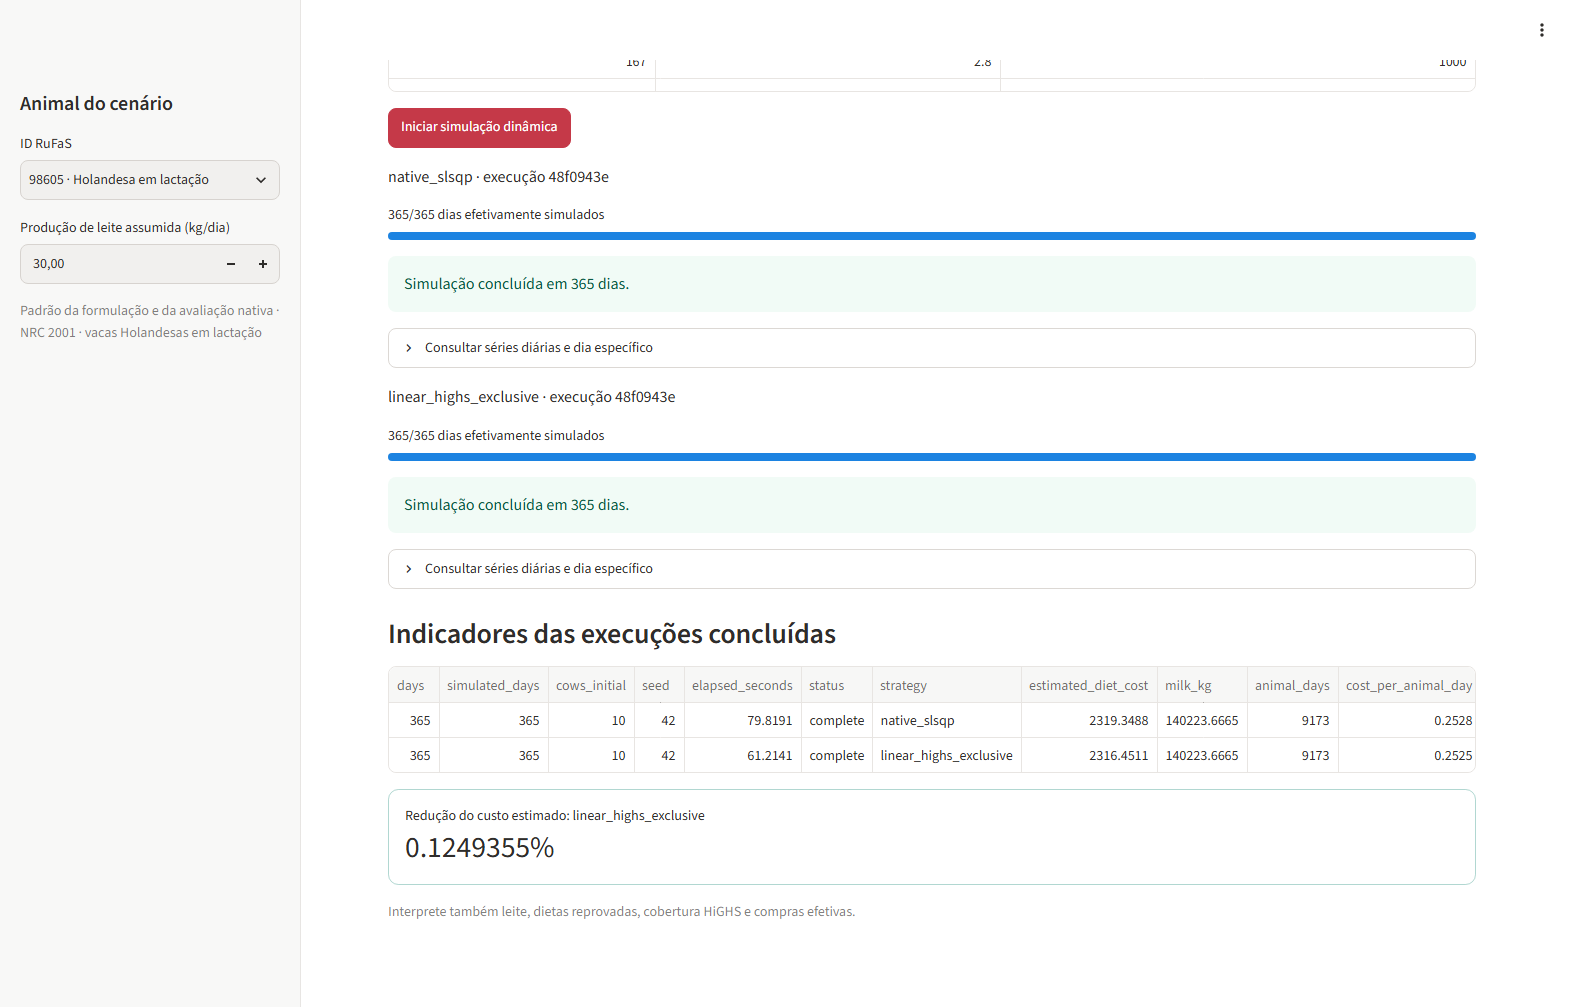 Animal do cenário
ID RuFaS
98605 · Holandesa em lactação
Produção de leite assumida (kg/dia)
30,00
Padrão da formulação e da avaliação nativa ·
NRC 2001 · vacas Holandesas em lactação
167 2.8 1000
Iniciar simulação dinâmica
native_slsqp · execução 48f0943e
365/365 dias efetivamente simulados
Simulação concluída em 365 dias.
Consultar séries diárias e dia específico
linear_highs_exclusive · execução 48f0943e
365/365 dias efetivamente simulados
Simulação concluída em 365 dias.
Consultar séries diárias e dia específico
Indicadores das execuções concluídas
days simulated_days cows_initial seed elapsed_seconds status strategy estimated_diet_cost milk_kg animal_days cost_per_animal_day
365 365 10 42 79.8191 complete native_slsqp 2319.3488 140223.6665 9173 0.2528
365 365 10 42 61.2141 complete linear_highs_exclusive 2316.4511 140223.6665 9173 0.2525
Redução do custo estimado: linear_highs_exclusive
0.1249355%
Interprete também leite, dietas reprovadas, cobertura HiGHS e compras efetivas.